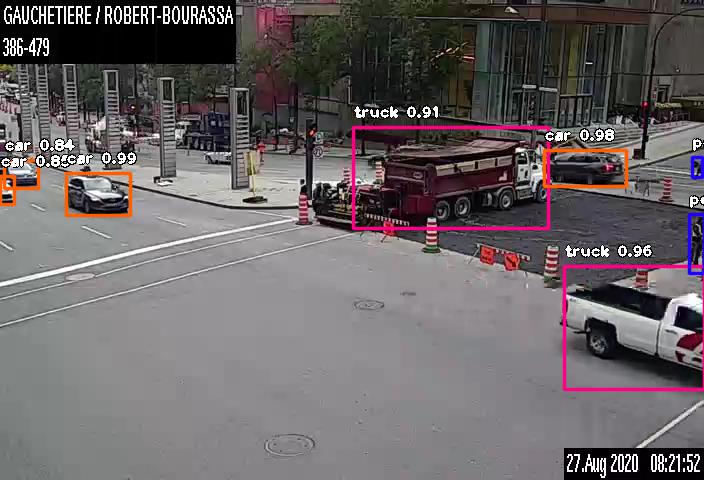 GAUCHETIERE / ROBERT-BOURASSA
386-479
truck 0.91
car 0.98
car 0.84
car 0.99
truck 0.96
27.Aug 2020 08:21:52